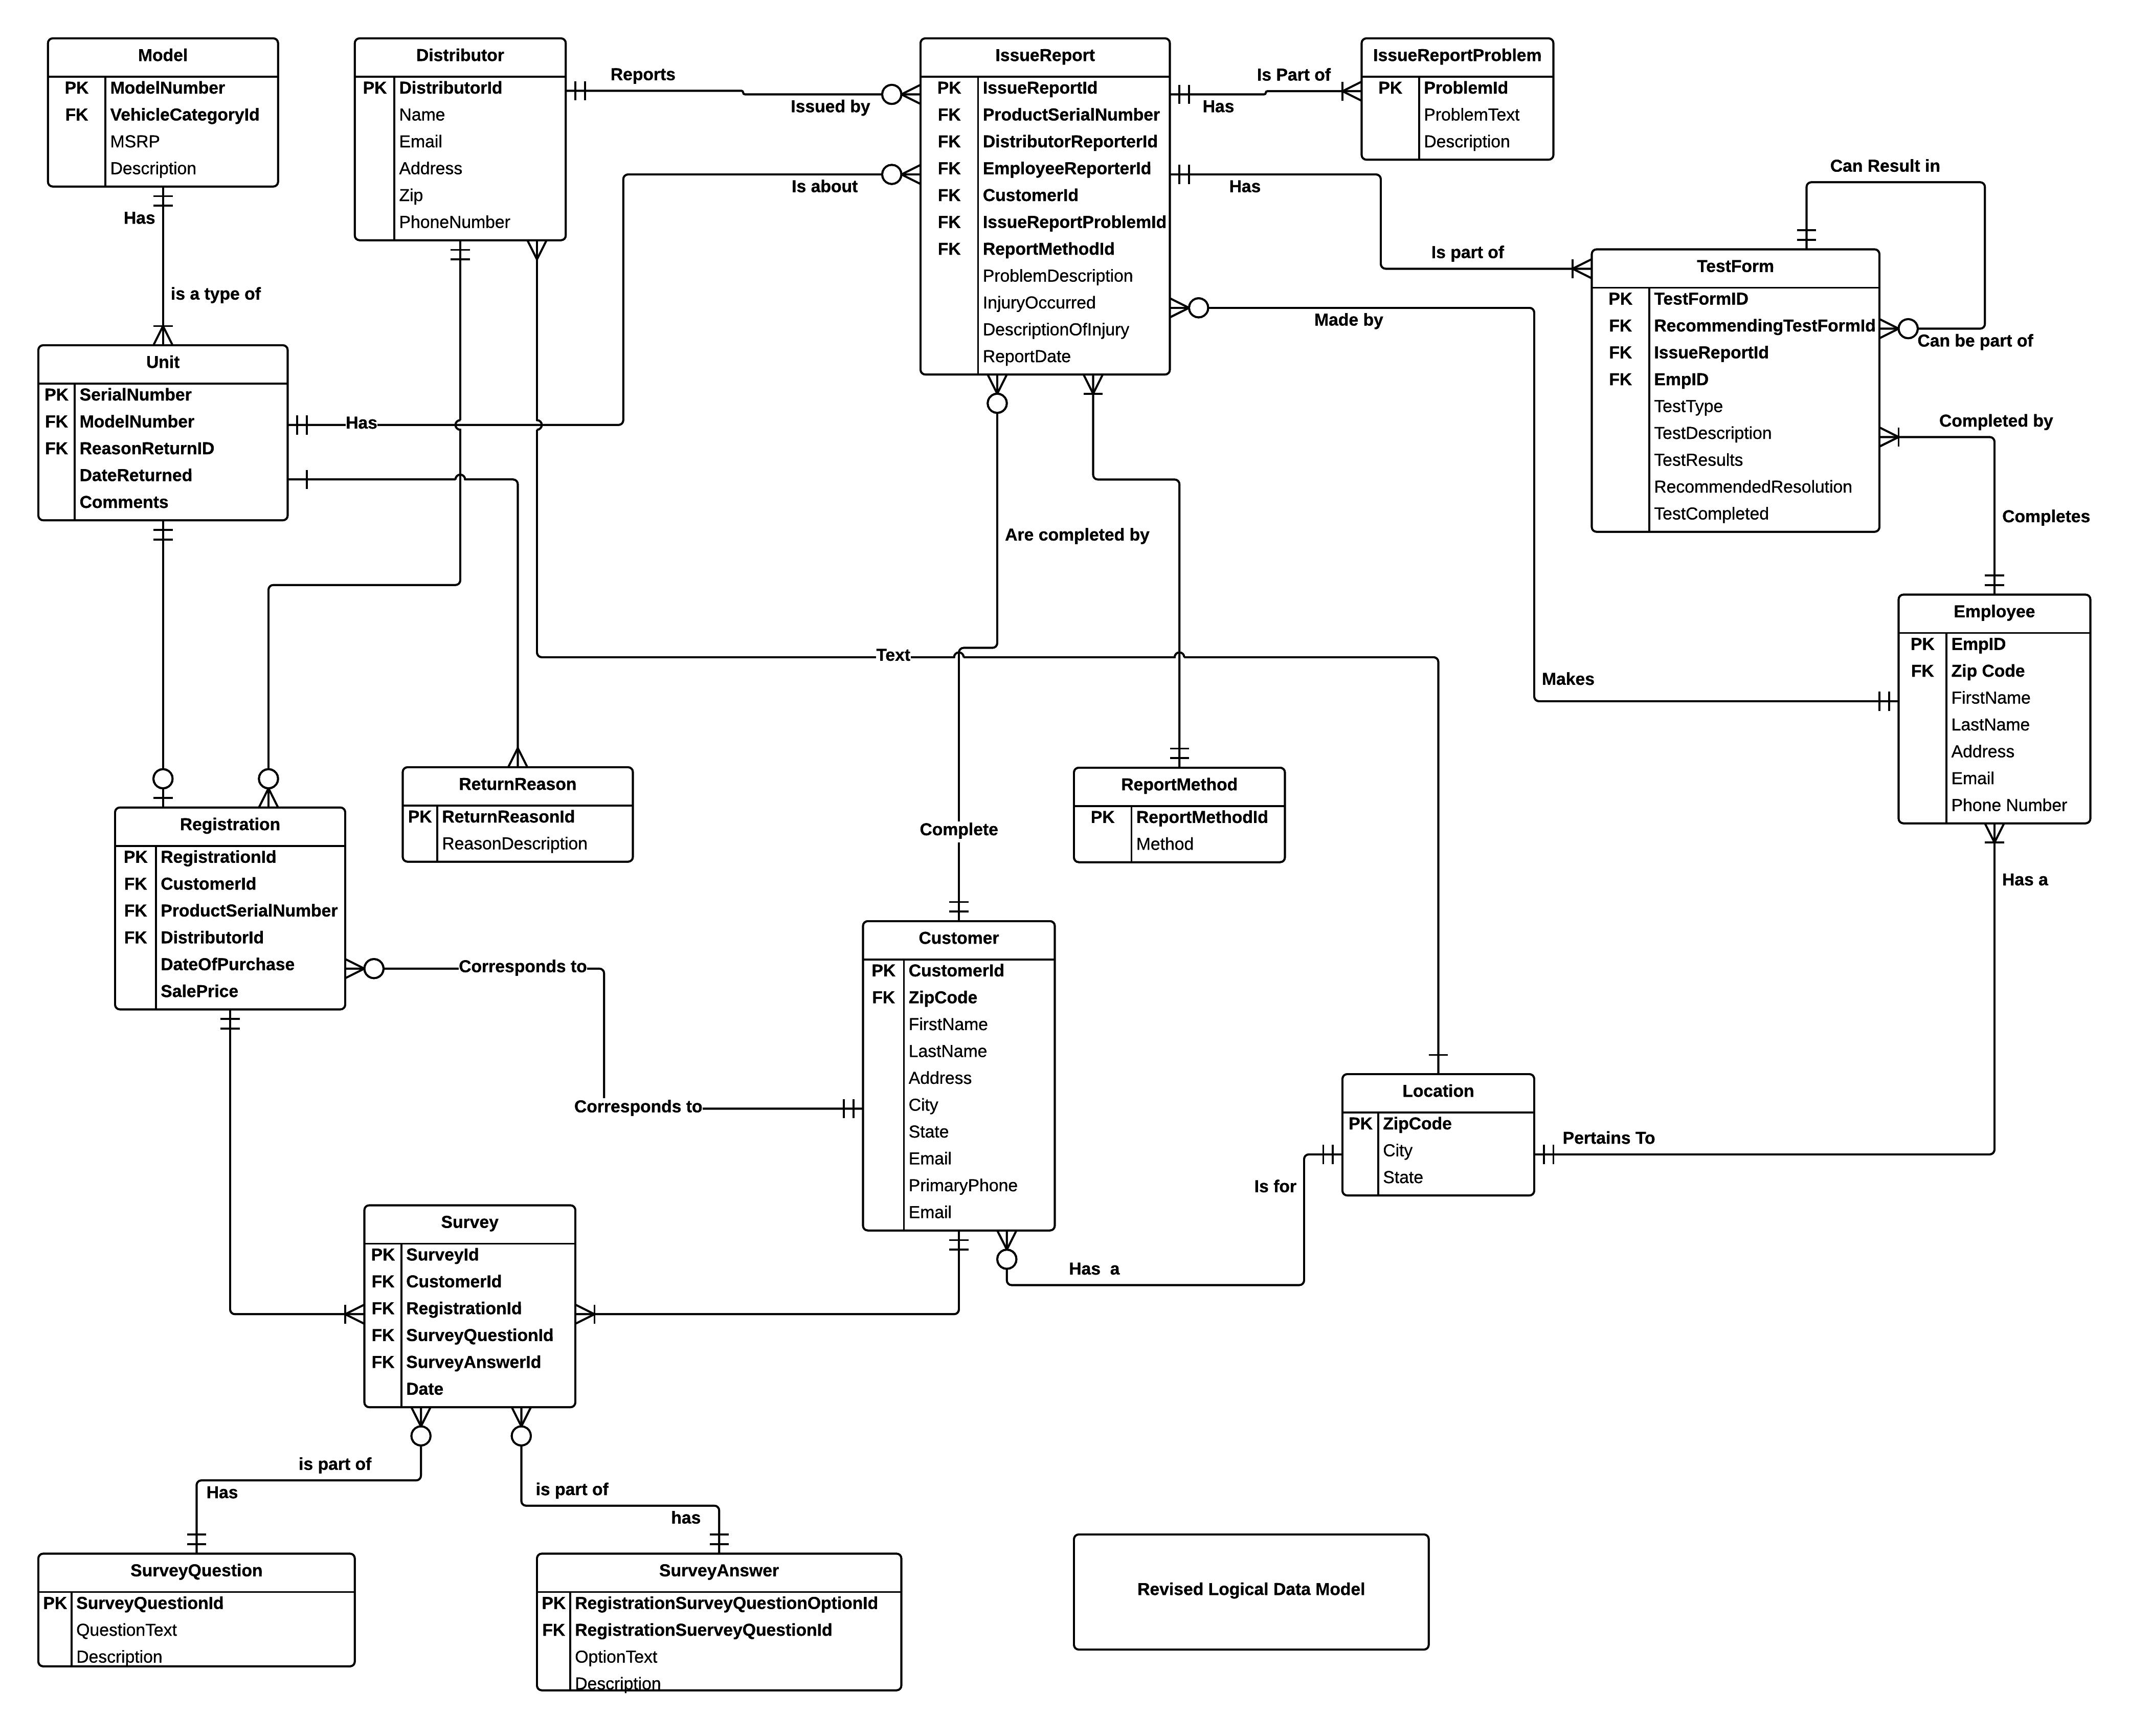 Model
PK ModelNumber
FK VehicleCategoryId
MSRP
Description
Distributor
PK DistributorId
Name
Email
Address
Zip
PhoneNumber
Reports
Issued by
IssueReport
PK IssueReportId
FK ProductSerialNumber
FK DistributorReporterId
FK EmployeeReporterId
FK CustomerId
FK IssueReportProblemId
FK ReportMethodId
ProblemDescription
InjuryOccurred
DescriptionOfInjury
ReportDate
Is Part of
Has
IssueReportProblem
PK ProblemId
ProblemText
Description
Is about
Has
Is part of
Made by
Can Result in
Can be part of
TestForm
PK TestFormID
FK RecommendingTestFormId
FK IssueReportId
FK EmpID
TestType
TestDescription
TestResults
RecommendedResolution
TestCompleted
Has
is a type of
Unit
PK SerialNumber
FK ModelNumber
FK ReasonReturnID
DateReturned
Comments
Has
Completed by
Completes
Are completed by
Employee
PK EmpID
FK Zip Code
FirstName
LastName
Address
Email
Phone Number
Text
Makes
ReturnReason
PK ReturnReasonId
ReasonDescription
ReportMethod
PK ReportMethodId
Method
Registration
PK RegistrationId
FK CustomerId
FK ProductSerialNumber
FK DistributorId
DateOfPurchase
SalePrice
Complete
Has a
Corresponds to
Corresponds to
Customer
PK CustomerId
FK ZipCode
FirstName
LastName
Address
City
State
Email
PrimaryPhone
Email
Location
PK ZipCode
City
State
Pertains To
Is for
Has  a
Survey
PK SurveyId
FK CustomerId
FK RegistrationId
FK SurveyQuestionId
FK SurveyAnswerId
Date
is part of
Has
is part of
has
SurveyQuestion
PK SurveyQuestionId
QuestionText
Description
SurveyAnswer
PK RegistrationSurveyQuestionOptionId
FK RegistrationSuerveyQuestionId
OptionText
Description
Revised Logical Data Model